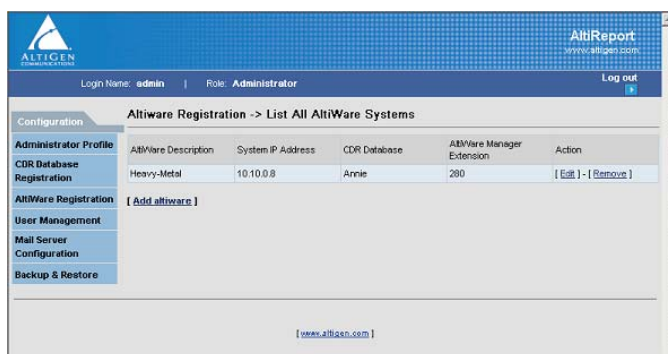 ALTIGEN
COMMUNICATIONS
AltiReport
www.altigen.com
Login Name: admin | Role: Administrator
Log out
Configuration
Administrator Profile
CDR Database
Registration
AltiWare Registration
User Management
Mail Server
Configuration
Backup & Restore
Altiware Registration -> List All AltiWare Systems
AltiWare Description System IP Address CDR Database AltiWare Manager Extension Action
Heavy-Metal 10.10.0.8 Annie 280 [ Edit ] - [ Remove ]
[ Add altiware ]
[ www.altigen.com ]